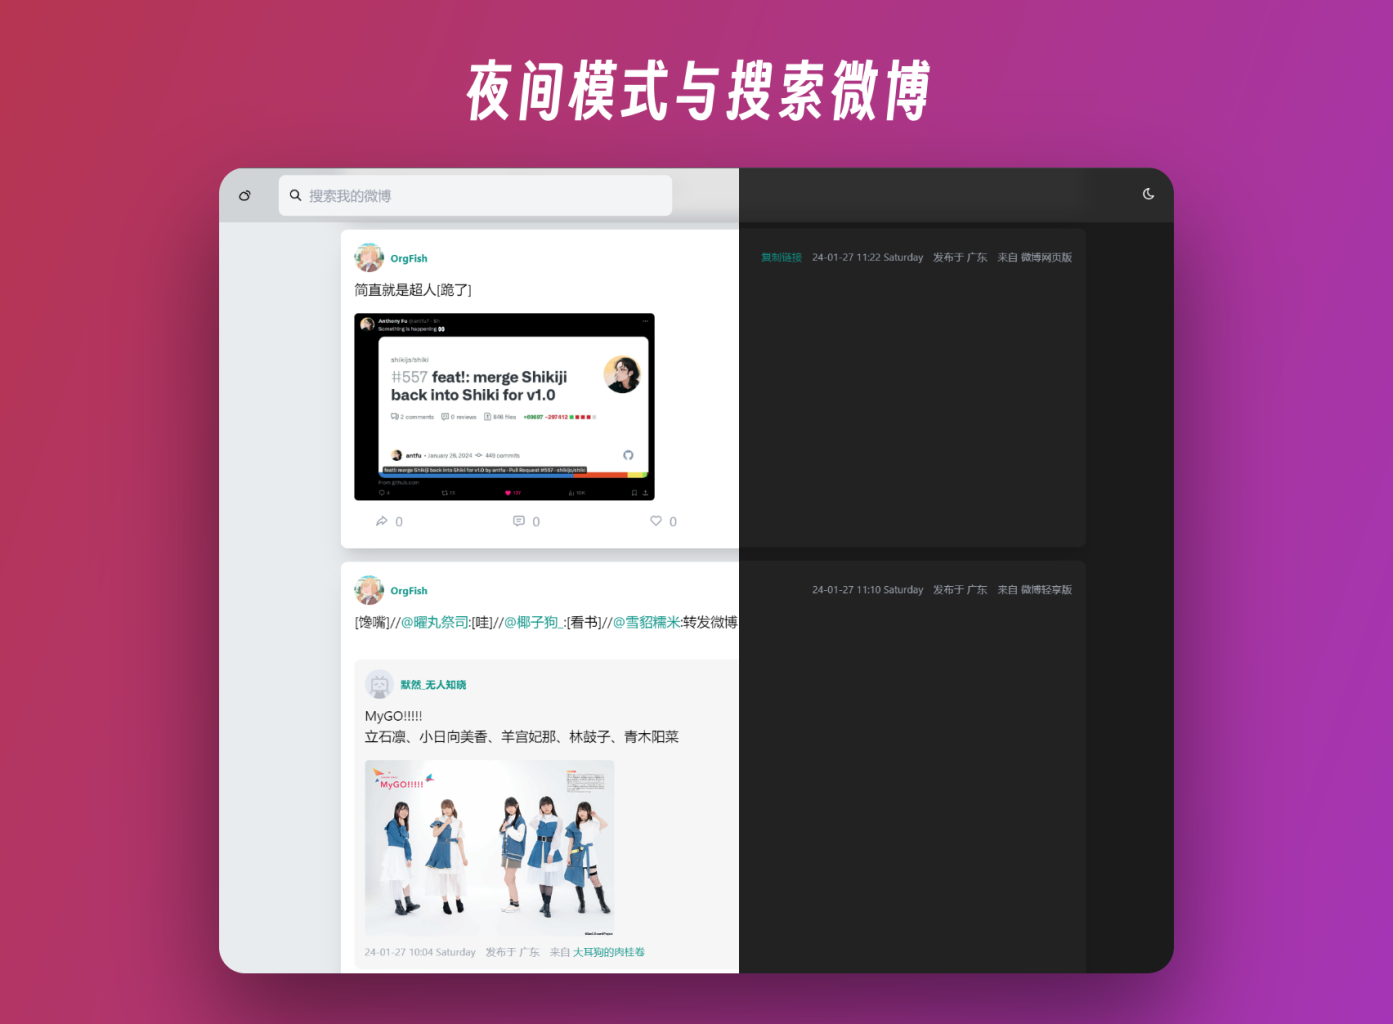 夜间模式与搜索微博
搜索我的微博
OrgFish
复刻链接 24-01-27 11:22 Saturday 发布于 广东 来自 微博网页版
简直就是超人[跪了]
Anthony Fu @antfu7 · 8h
Something is happening 👀
shikijs/shiki
#557 feat!: merge Shikiji
back into Shiki for v1.0
2 comments 0 reviews 846 files +69697 -297412
antfu • January 26, 2024 449 commits
feat!: merge Shikiji back into Shiki for v1.0 by antfu · Pull Request #557 · shikijs/shiki
From github.com
0 0 0
OrgFish
24-01-27 11:10 Saturday 发布于 广东 来自 微博轻享版
[馋嘴]//@曜丸祭司:[哇]//@椰子狗_:[看书]//@雪貂糯米:转发微博
默然_无人知晓
MyGO!!!!!
立石凛、小日向美香、羊宫妃那、林鼓子、青木阳菜
MyGO!!!!!
24-01-27 10:04 Saturday 发布于 广东 来自 大耳狗的肉桂卷